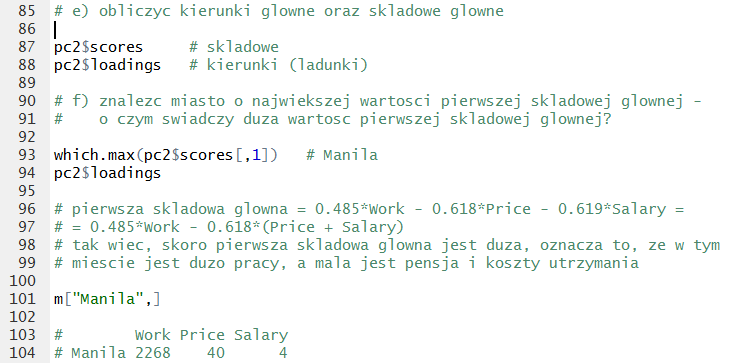 85 # e) obliczyc kierunki glowne oraz skladowe glowne
86
87 pc2$scores     # skladowe
88 pc2$loadings   # kierunki (ladunki)
89
90 # f) znalezc miasto o najwiekszej wartosci pierwszej skladowej glownej -
91 #    o czym swiadczy duza wartosc pierwszej skladowej glownej?
92
93 which.max(pc2$scores[,1])   # Manila
94 pc2$loadings
95
96 # pierwsza skladowa glowna = 0.485*Work - 0.618*Price - 0.619*Salary =
97 # = 0.485*Work - 0.618*(Price + Salary)
98 # tak wiec, skoro pierwsza skladowa glowna jest duza, oznacza to, ze w tym
99 # miescie jest duzo pracy, a mala jest pensja i koszty utrzymania
100
101 m["Manila",]
102
103 #        Work Price Salary
104 # Manila 2268    40      4